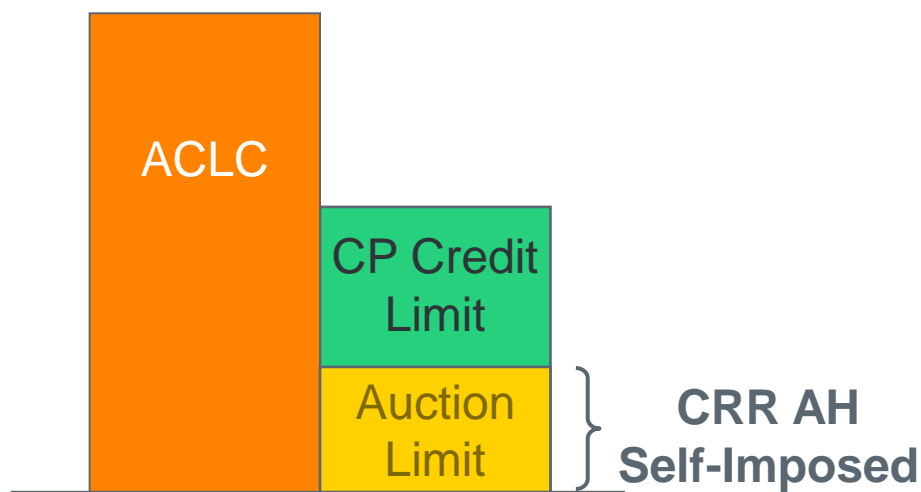 ACLC
CP Credit
Limit
Auction
Limit
CRR AH
Self-Imposed